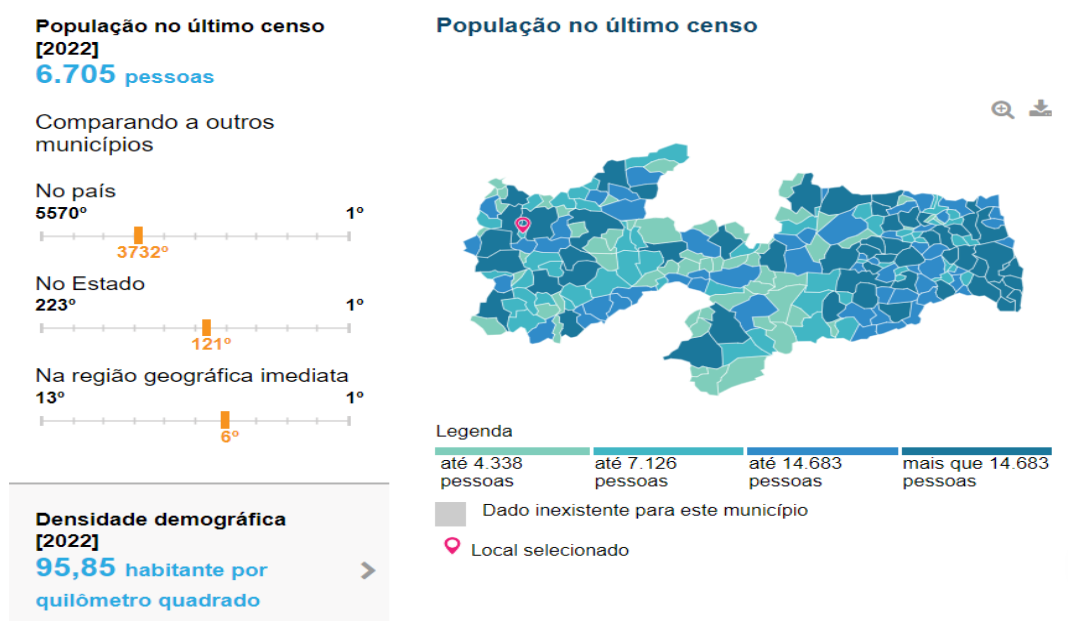 População no último censo
[2022]
6.705 pessoas
Comparando a outros
municípios
No país
5570º 1º
3732º
No Estado
223º 1º
121º
Na região geográfica imediata
13º 1º
6º
Densidade demográfica
[2022]
95,85 habitante por
quilômetro quadrado
População no último censo
Legenda
até 4.338 pessoas
até 7.126 pessoas
até 14.683 pessoas
mais que 14.683 pessoas
Dado inexistente para este município
Local selecionado